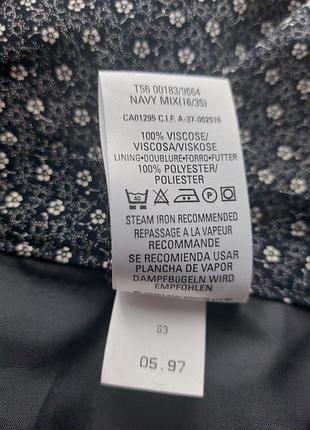 T56 00183/9664
NAVY MIX(16/35)
CA01295 C.I.F. A-37-002516
100% VISCOSE/
VISCOSA/VISKOSE
LINING-DOUBLURE-FORRO-FUTTER
100% POLYESTER/
POLIESTER
40
STEAM IRON RECOMMENDED
REPASSAGE A LA VAPEUR
RECOMMANDE
SE RECOMIENDA USAR
PLANCHA DE VAPOR
DAMPFBüGELN WIRD
EMPFOHLEN
G3
05.97